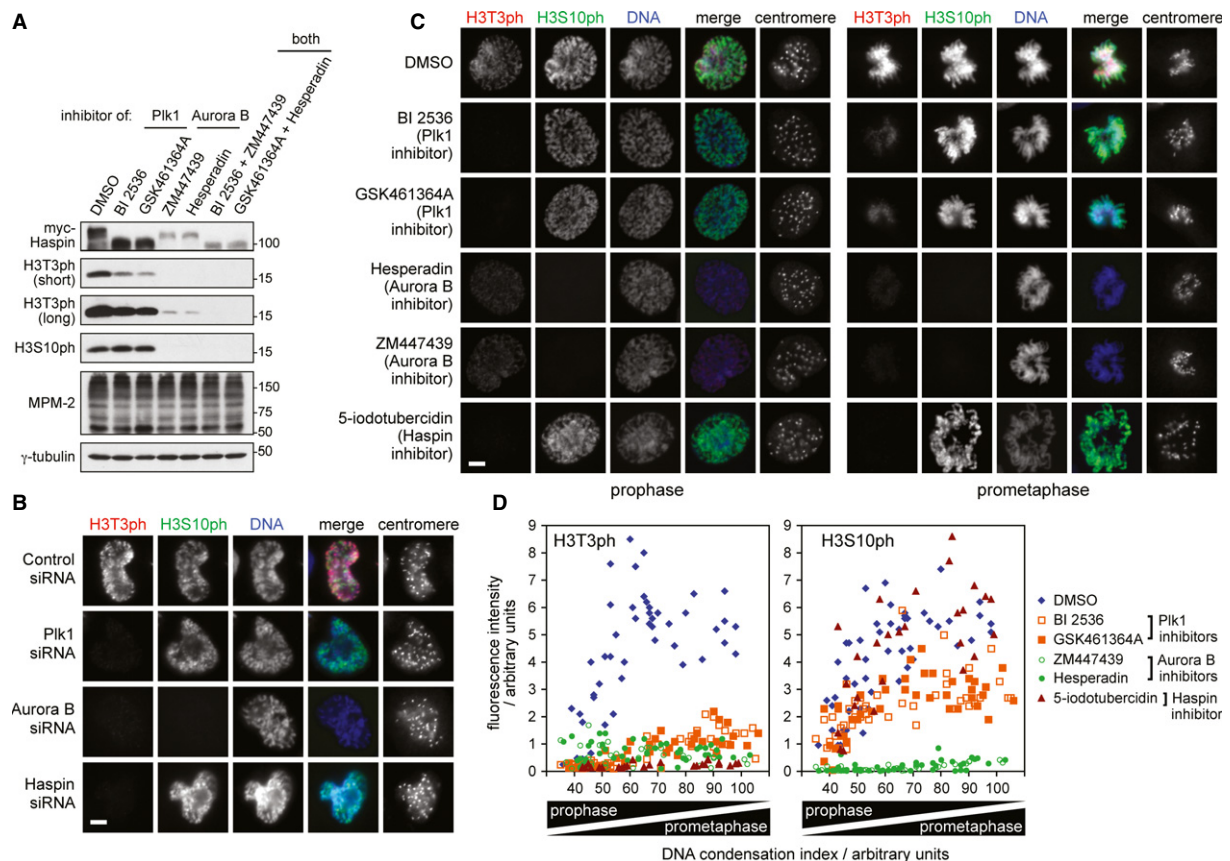 A
both
inhibitor of: Plk1 Aurora B
DMSO
BI 2536
GSK461364A
ZM447439
Hesperadin
BI 2536 + ZM447439
GSK461364A + Hesperadin
myc-
Haspin
100
H3T3ph
(short)
15
H3T3ph
(long)
15
H3S10ph
15
MPM-2
150
75
50
γ-tubulin
50
B
H3T3ph H3S10ph DNA merge centromere
Control
siRNA
Plk1
siRNA
Aurora B
siRNA
Haspin
siRNA
C
H3T3ph H3S10ph DNA merge centromere
H3T3ph H3S10ph DNA merge centromere
DMSO
BI 2536
(Plk1
inhibitor)
GSK461364A
(Plk1
inhibitor)
Hesperadin
(Aurora B
inhibitor)
ZM447439
(Aurora B
inhibitor)
5-iodotubercidin
(Haspin
inhibitor)
prophase
prometaphase
D
fluorescence intensity
/ arbitrary units
H3T3ph
9
8
7
6
5
4
3
2
1
0
40 50 60 70 80 90 100
prophase
prometaphase
H3S10ph
9
8
7
6
5
4
3
2
1
0
40 50 60 70 80 90 100
prophase
prometaphase
DNA condensation index / arbitrary units
DMSO
BI 2536
GSK461364A
Plk1
inhibitors
ZM447439
Hesperadin
Aurora B
inhibitors
5-iodotubercidin
Haspin
inhibitor